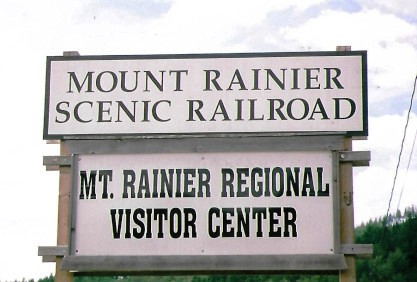 MOUNT RAINIER
SCENIC RAILROAD
MT. RAINIER REGIONAL
VISITOR CENTER